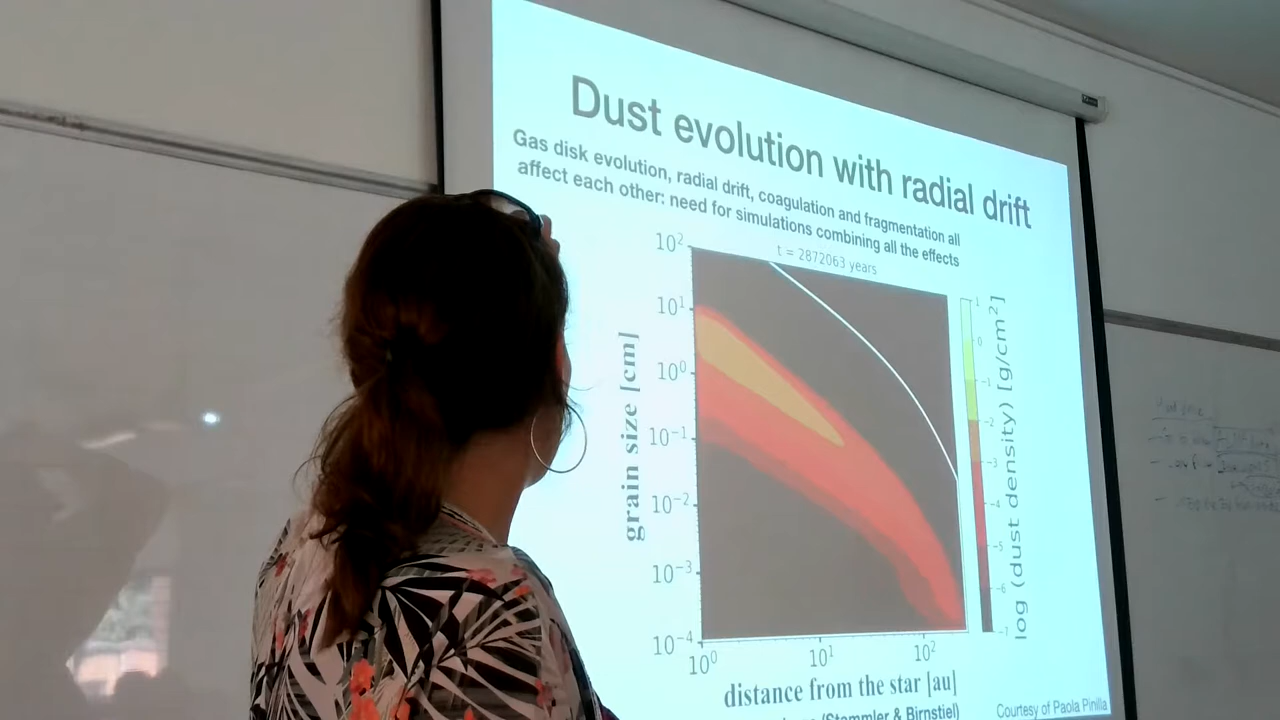 Dust evolution with radial drift
Gas disk evolution, radial drift, coagulation and fragmentation all
affect each other: need for simulations combining all the effects
t = 2872063 years
10²
10¹
10⁰
10⁻¹
10⁻²
10⁻³
10⁻⁴
grain size [cm]
10⁰ 10¹ 10²
distance from the star [au]
1
0
−1
−2
−3
−4
−5
−6
log (dust density) [g/cm²]
(Stammler & Birnstiel)
Courtesy of Paola Pinilla